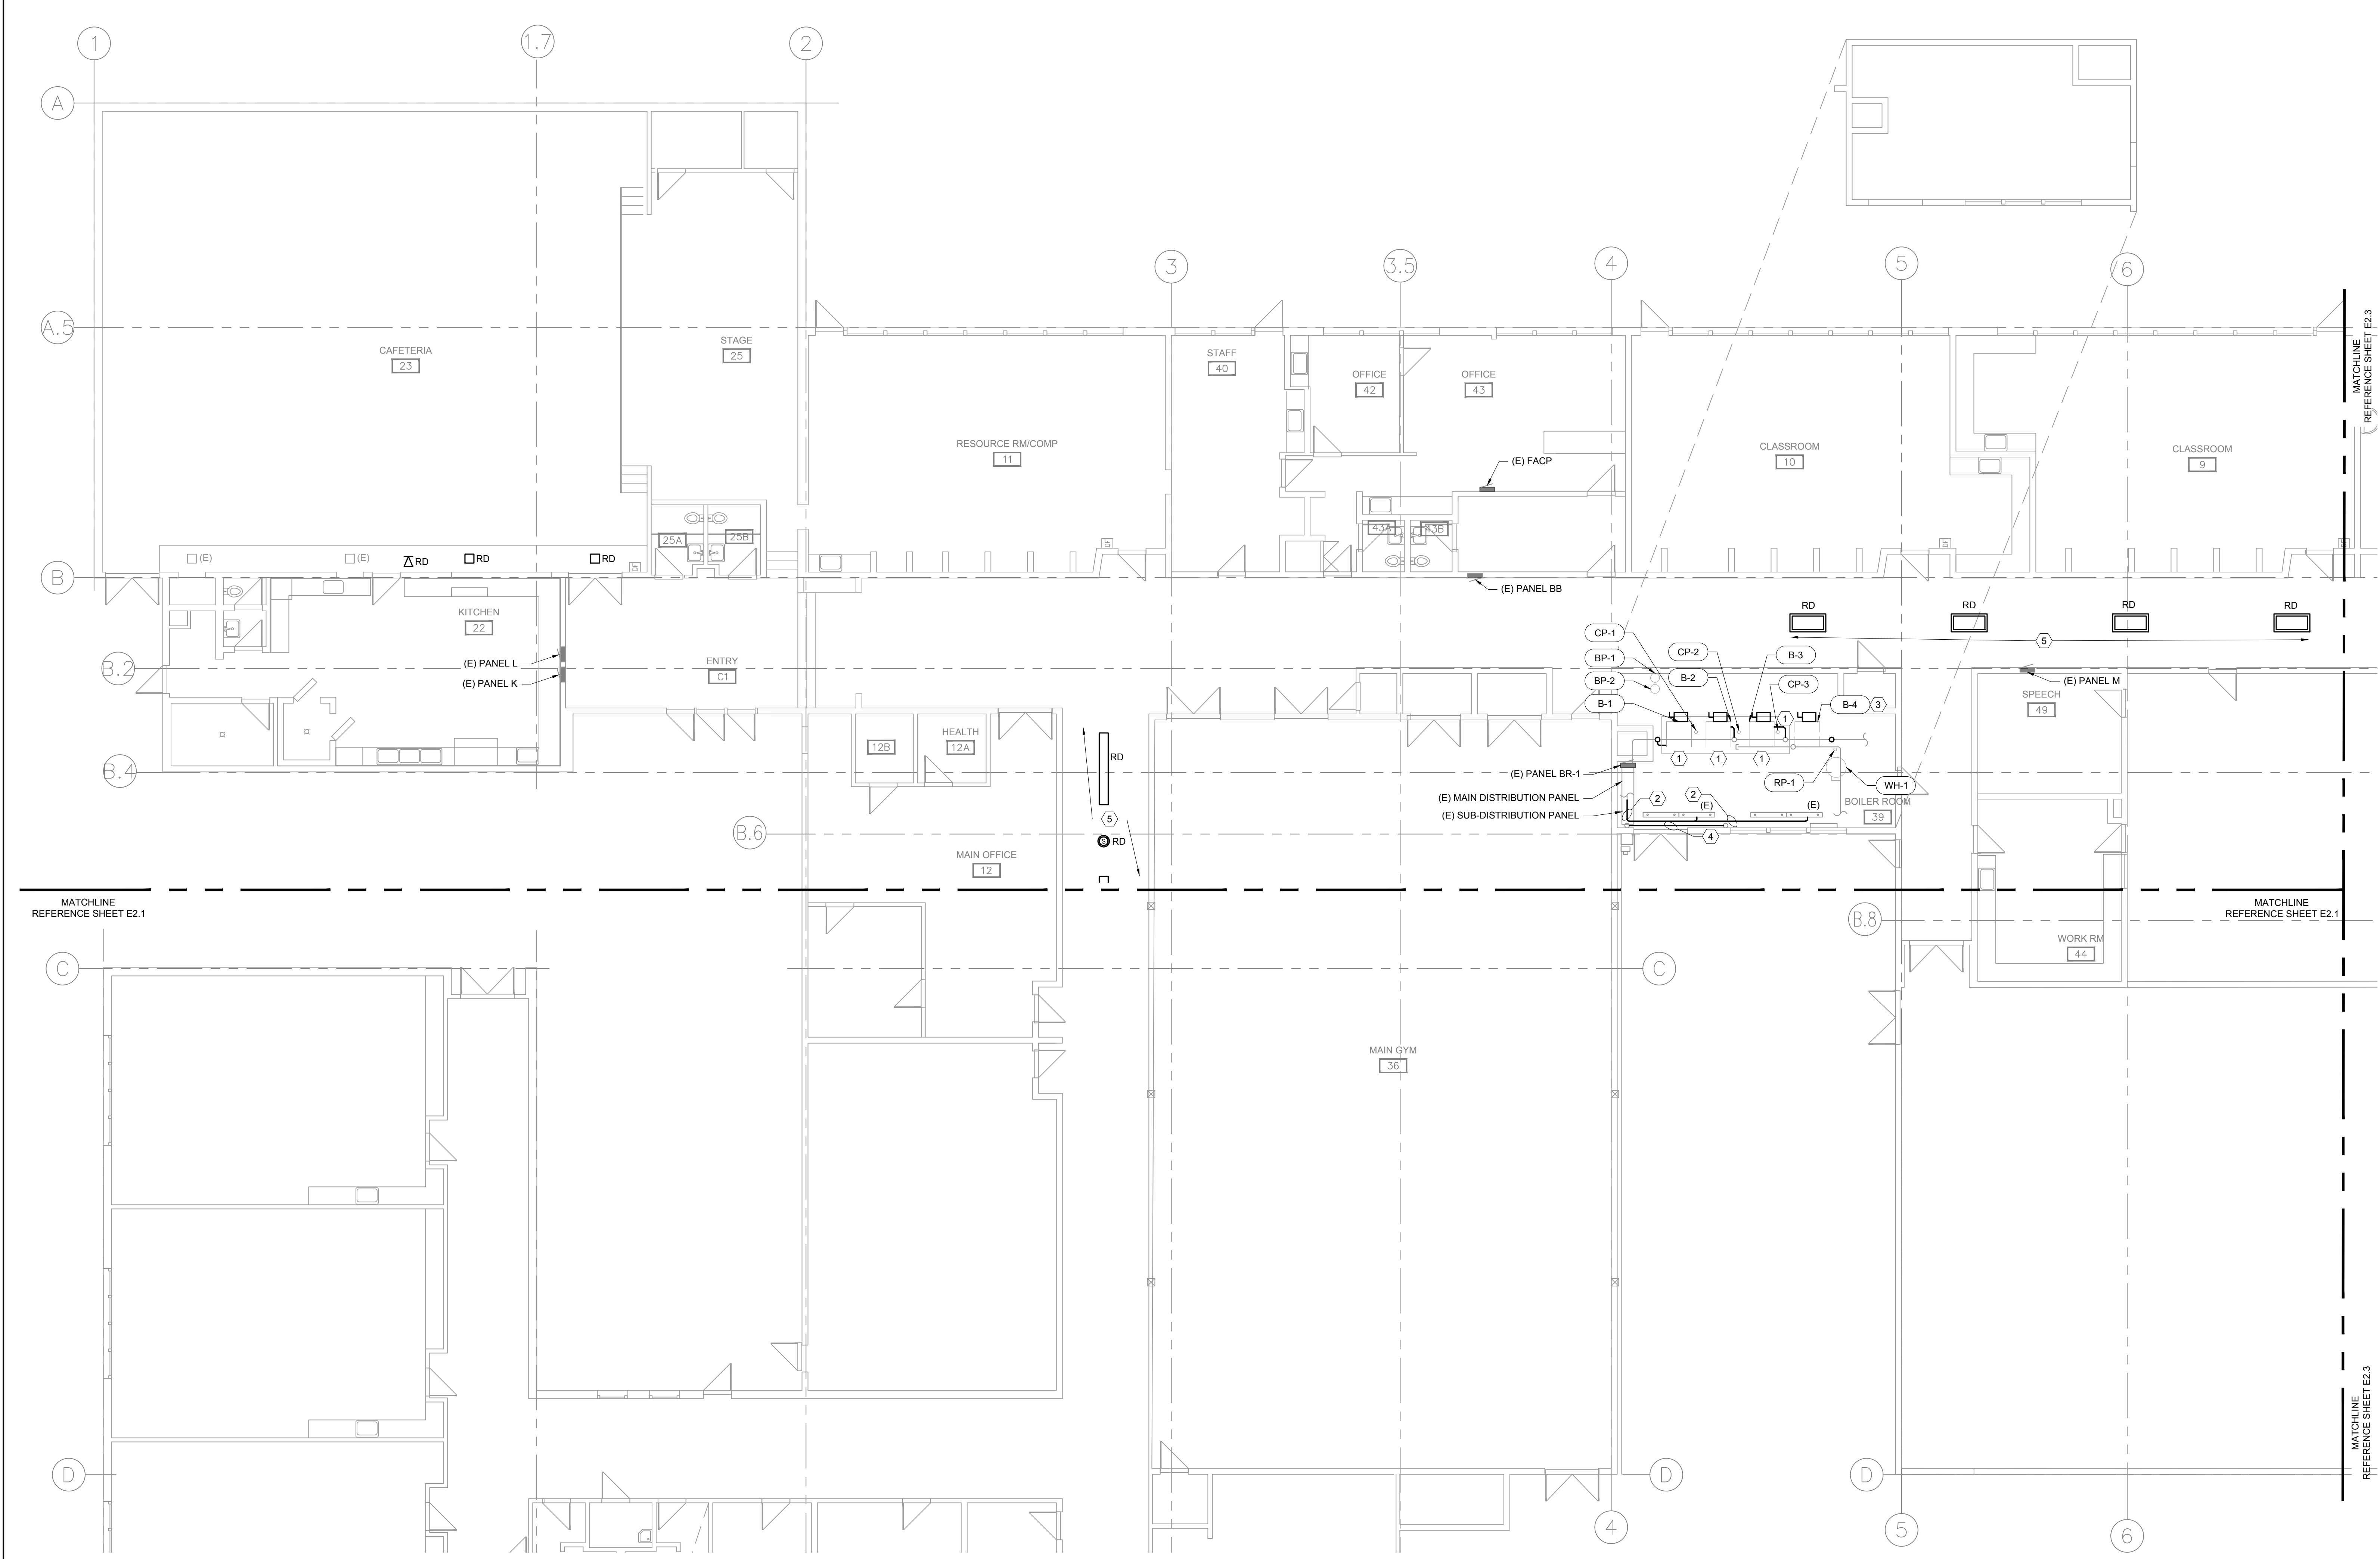 1
1.7
2
A
3
3.5
4
5
6
A.5
MATCHLINE
REFERENCE SHEET E2.3
CAFETERIA
23
STAGE
25
STAFF
40
OFFICE
42
OFFICE
43
RESOURCE RM/COMP
11
CLASSROOM
10
CLASSROOM
9
(E) FACP
25A
25B
43A
43B
(E)
(E)
RD
RD
RD
B
(E) PANEL BB
KITCHEN
22
RD
RD
RD
RD
5
CP-1
CP-2
B-3
BP-1
B-2
CP-3
BP-2
B-1
B-4
3
B.2
(E) PANEL L
(E) PANEL K
ENTRY
C1
(E) PANEL M
SPEECH
49
12B
HEALTH
12A
1
1
1
1
B.4
RD
(E) PANEL BR-1
RP-1
WH-1
(E) MAIN DISTRIBUTION PANEL
2
2
(E)
(E)
BOILER ROOM
39
(E) SUB-DISTRIBUTION PANEL
5
4
B.6
S
RD
MAIN OFFICE
12
MATCHLINE
REFERENCE SHEET E2.1
MATCHLINE
REFERENCE SHEET E2.1
B.8
WORK RM
44
C
C
MAIN GYM
36
MATCHLINE
REFERENCE SHEET E2.3
D
D
D
4
5
6